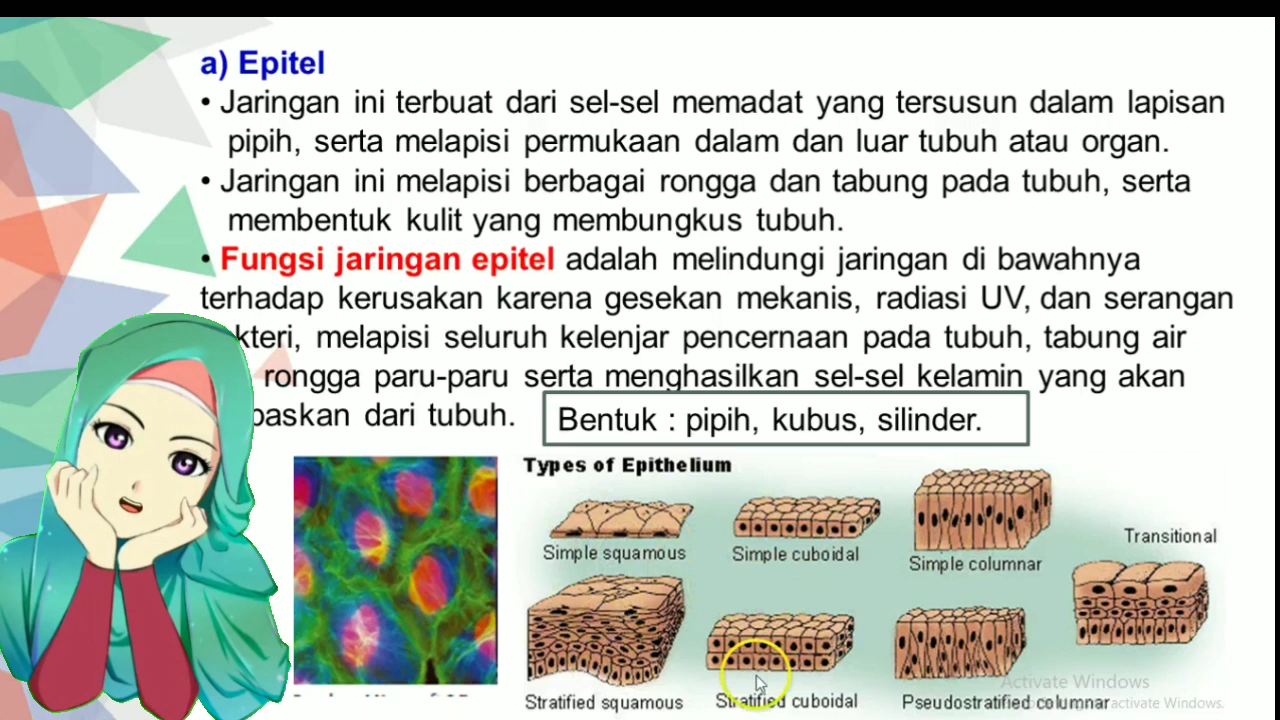 a) Epitel
• Jaringan ini terbuat dari sel-sel memadat yang tersusun dalam lapisan
pipih, serta melapisi permukaan dalam dan luar tubuh atau organ.
• Jaringan ini melapisi berbagai rongga dan tabung pada tubuh, serta
membentuk kulit yang membungkus tubuh.
• Fungsi jaringan epitel adalah melindungi jaringan di bawahnya
terhadap kerusakan karena gesekan mekanis, radiasi UV, dan serangan
kteri, melapisi seluruh kelenjar pencernaan pada tubuh, tabung air
rongga paru-paru serta menghasilkan sel-sel kelamin yang akan
paskan dari tubuh.
Bentuk : pipih, kubus, silinder.
Types of Epithelium
Simple squamous
Simple cuboidal
Simple columnar
Transitional
Stratified squamous
Stratified cuboidal
Pseudostratified columnar
Activate Windows
activate Windows.